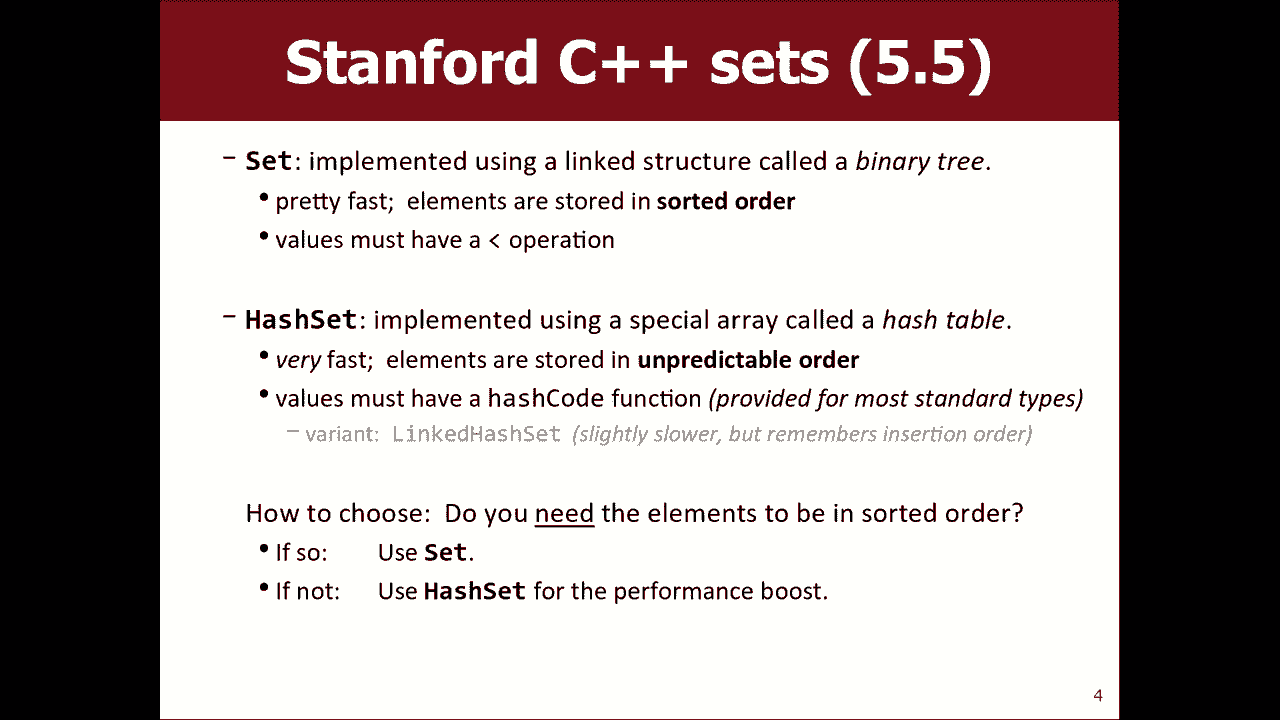 Stanford C++ sets (5.5)
– Set: implemented using a linked structure called a binary tree.
• pretty fast; elements are stored in sorted order
• values must have a < operation
– HashSet: implemented using a special array called a hash table.
• very fast; elements are stored in unpredictable order
• values must have a hashCode function (provided for most standard types)
– variant: LinkedHashSet (slightly slower, but remembers insertion order)
How to choose: Do you need the elements to be in sorted order?
• If so: Use Set.
• If not: Use HashSet for the performance boost.
4